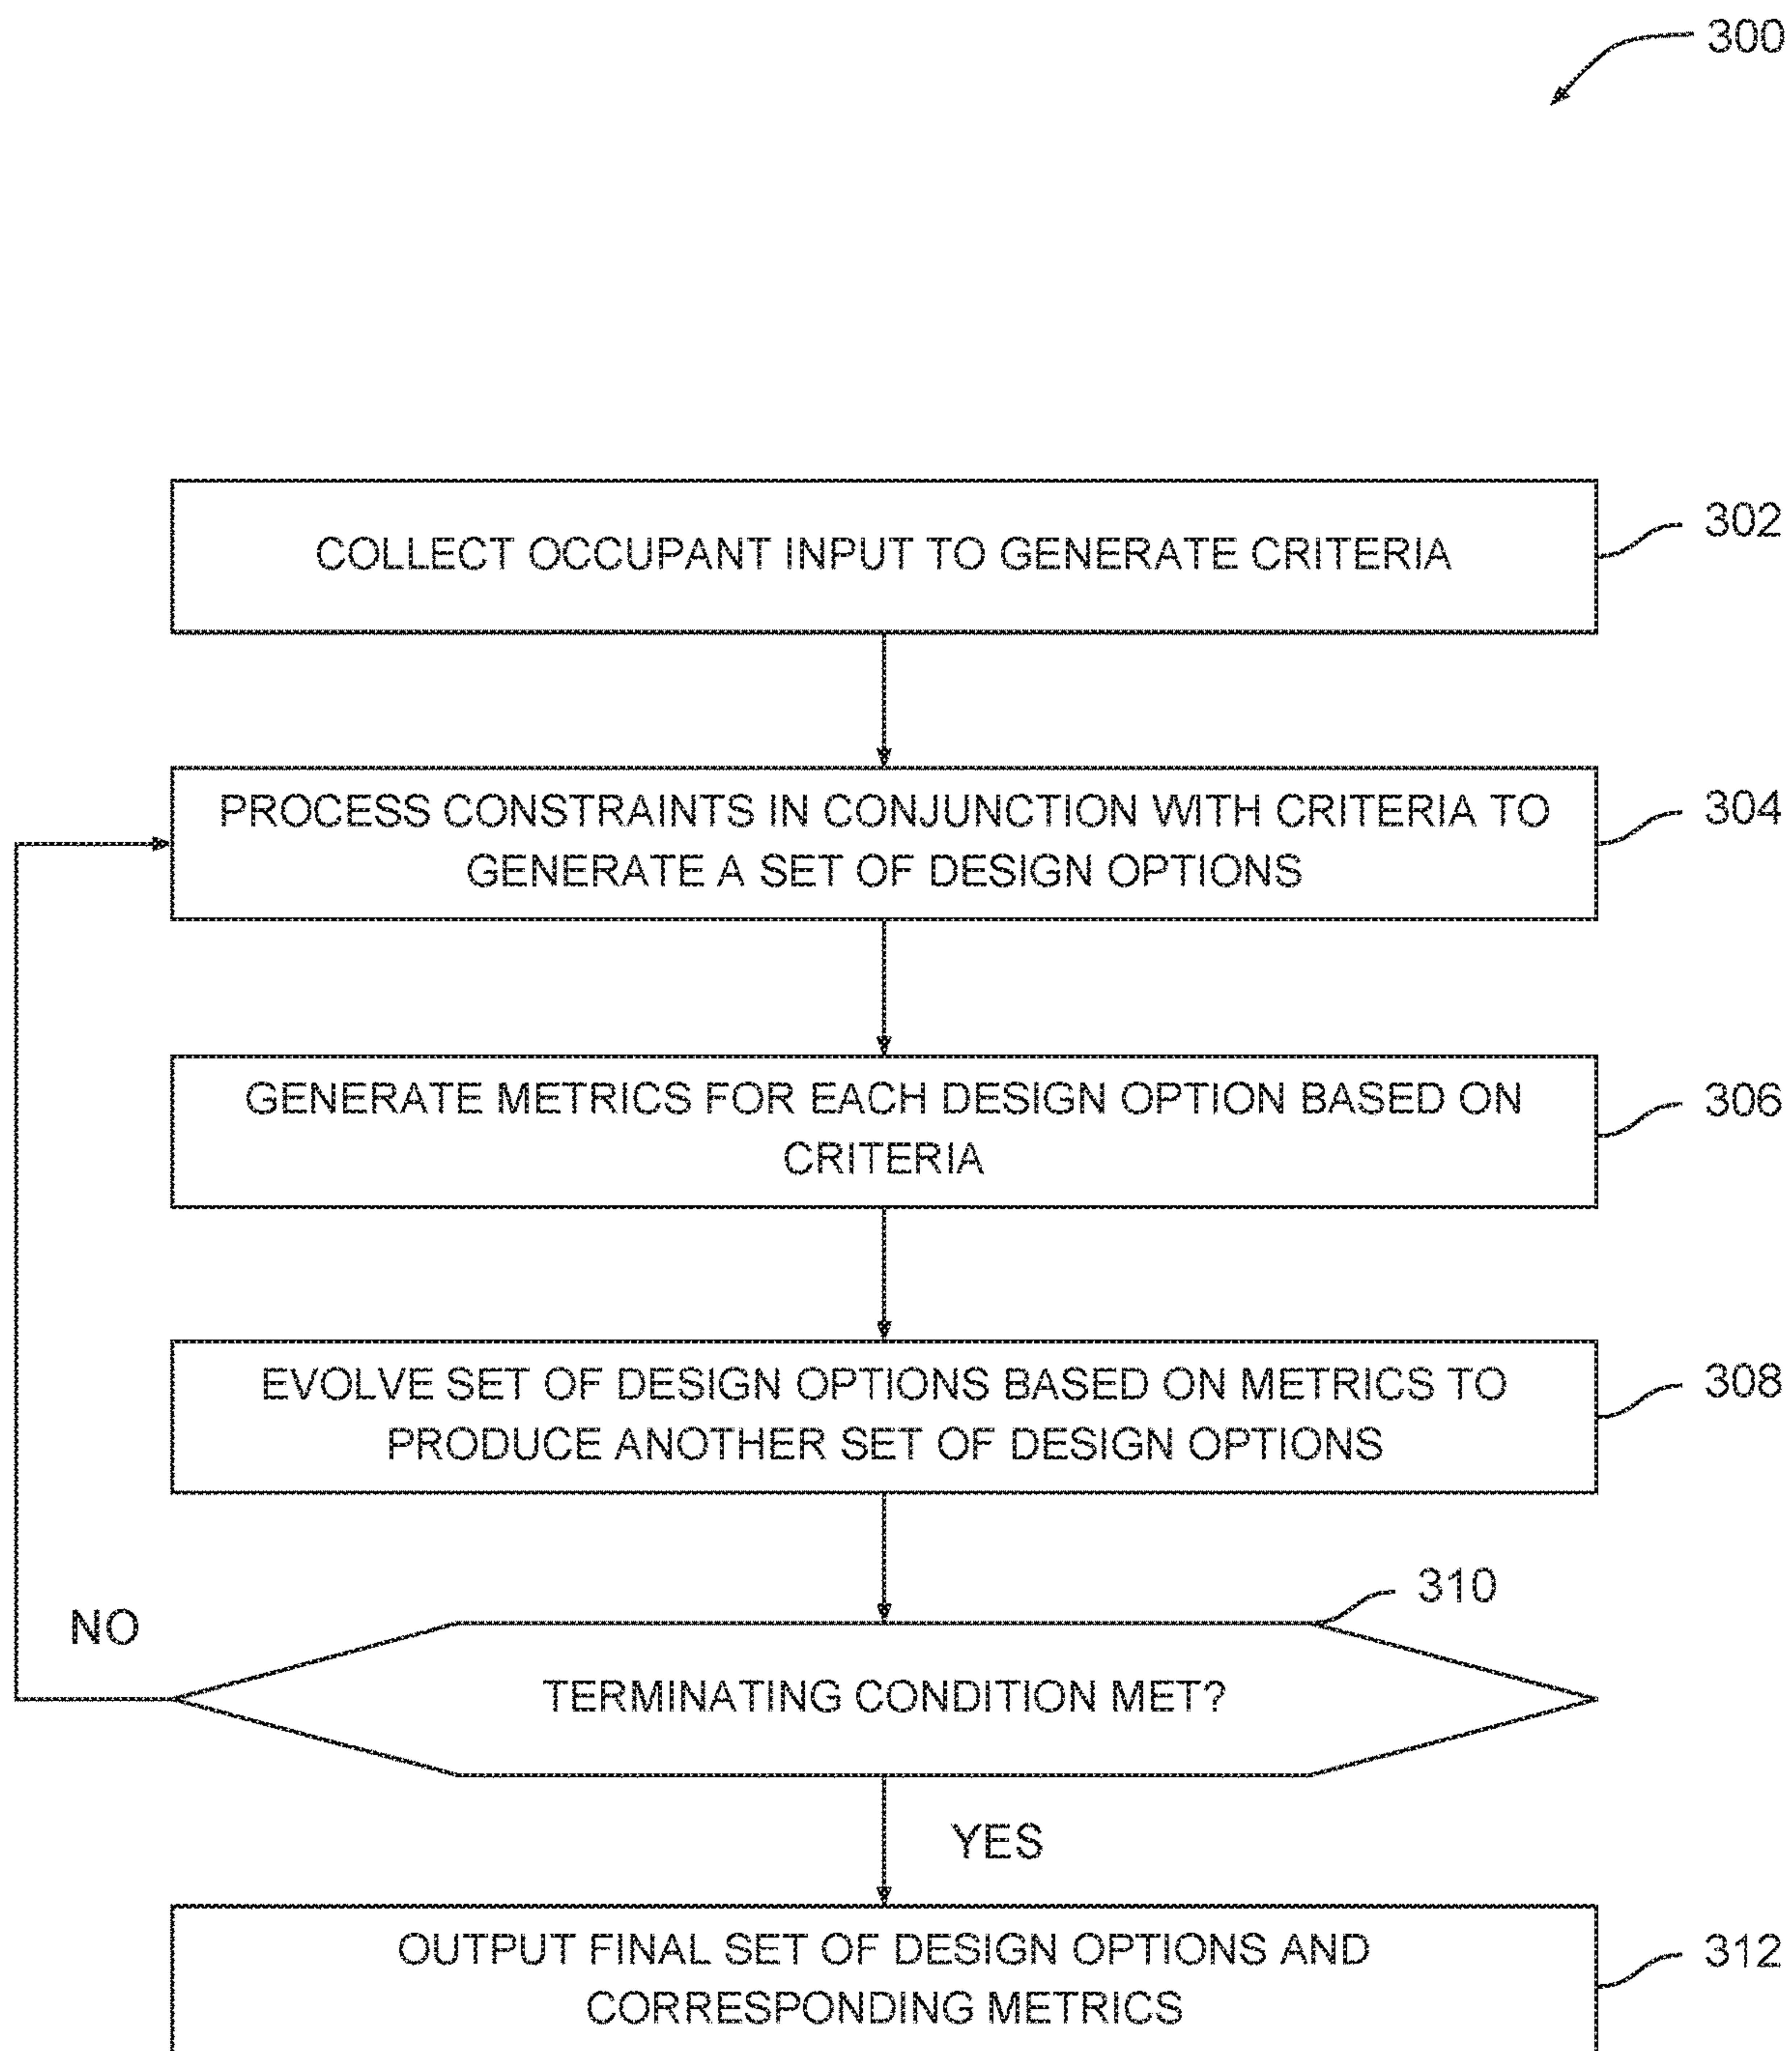 300
COLLECT OCCUPANT INPUT TO GENERATE CRITERIA
302
PROCESS CONSTRAINTS IN CONJUNCTION WITH CRITERIA TO
GENERATE A SET OF DESIGN OPTIONS
304
GENERATE METRICS FOR EACH DESIGN OPTION BASED ON
CRITERIA
306
EVOLVE SET OF DESIGN OPTIONS BASED ON METRICS TO
PRODUCE ANOTHER SET OF DESIGN OPTIONS
308
310
NO
TERMINATING CONDITION MET?
YES
OUTPUT FINAL SET OF DESIGN OPTIONS AND
CORRESPONDING METRICS
312